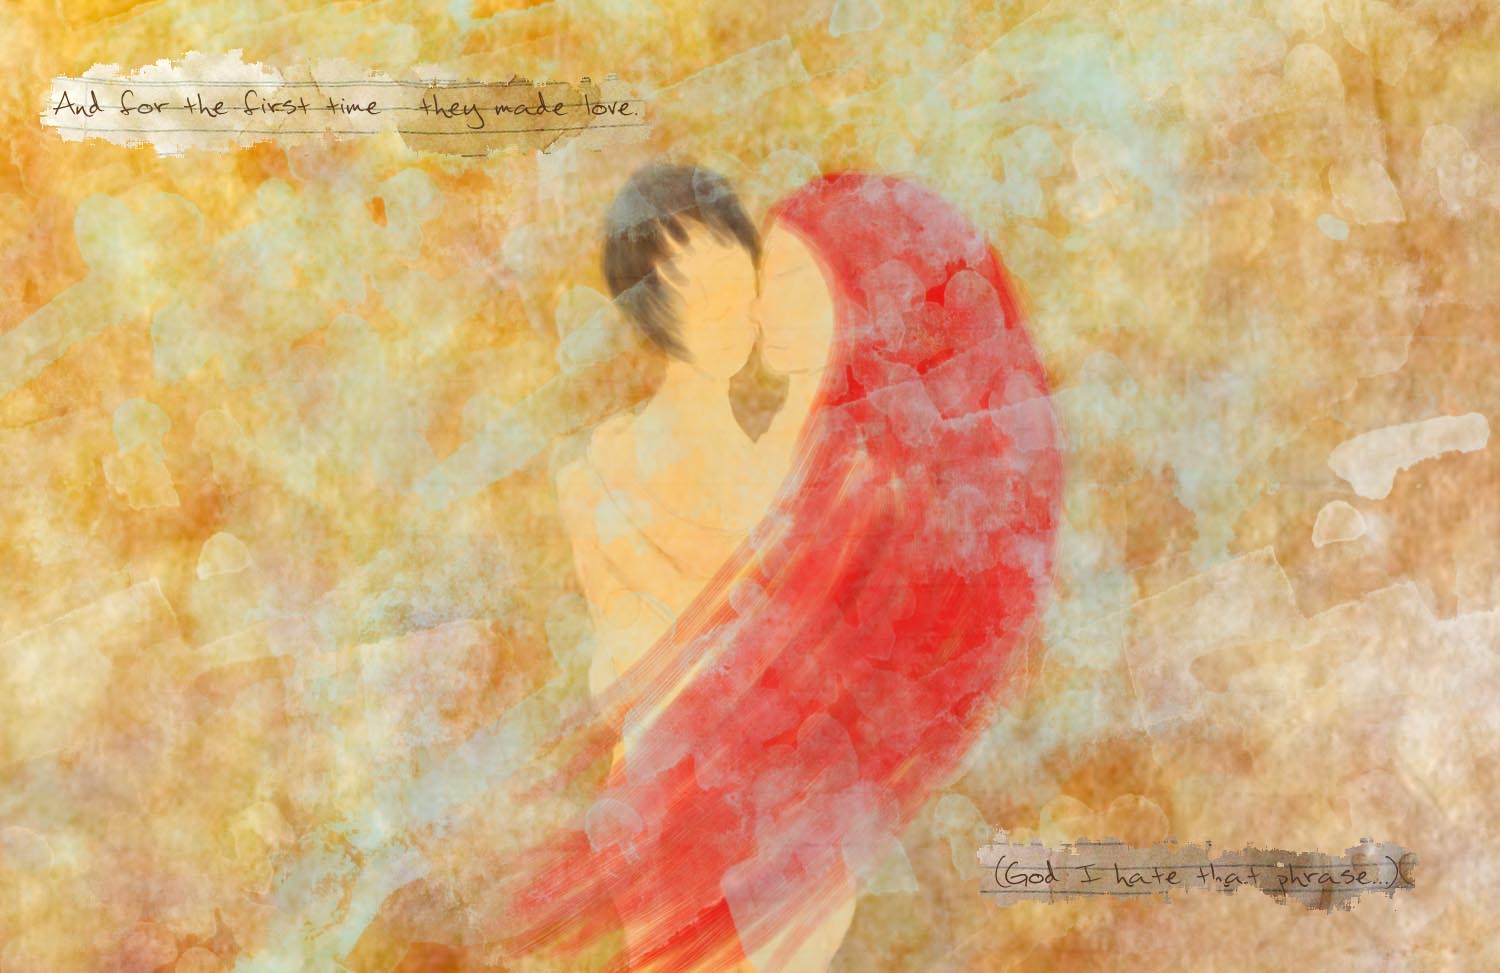 And for the first time they made love.
(God I hate that phrase...)